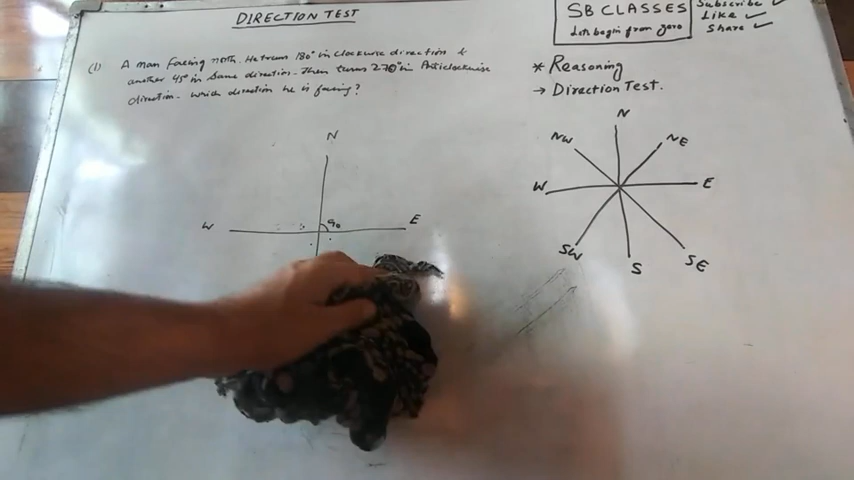 DIRECTION TEST
SB CLASSES
Lets begin from zero
Subscribe ✓
Like ✓
Share ✓
(1) A man facing north. He turns 180° in clockwise direction &
another 45° in same direction. Then turns 270° in Anticlockwise
direction. which direction he is facing?
* Reasoning
→ Direction Test.
N
W
E
90
N
NW
NE
W
E
SW
S
SE